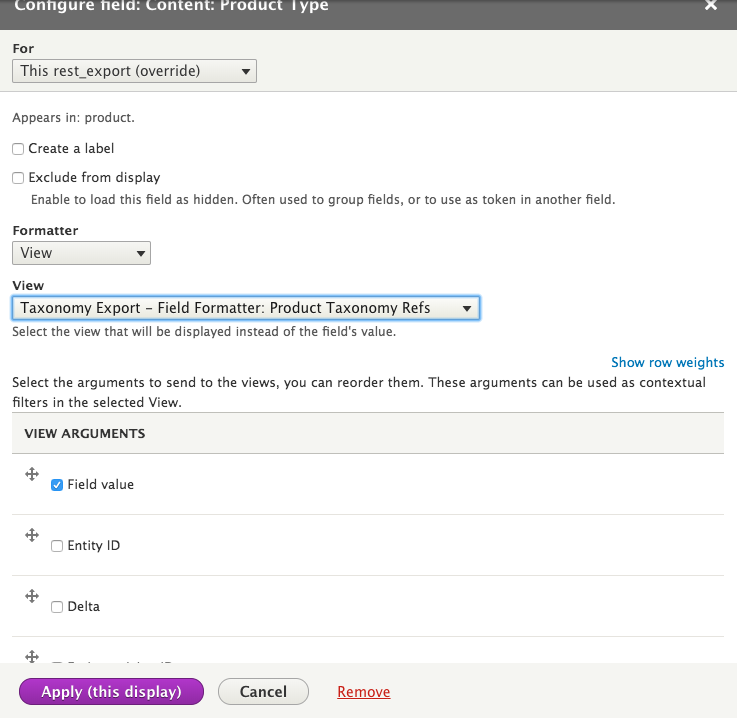 Configure field: Content: Product Type
For
This rest_export (override)
Appears in: product.
Create a label
Exclude from display
Enable to load this field as hidden. Often used to group fields, or to use as token in another field.
Formatter
View
View
Taxonomy Export - Field Formatter: Product Taxonomy Refs
Select the view that will be displayed instead of the field's value.
Show row weights
Select the arguments to send to the views, you can reorder them. These arguments can be used as contextual
filters in the selected View.
VIEW ARGUMENTS
Field value
Entity ID
Delta
Apply (this display)
Cancel
Remove